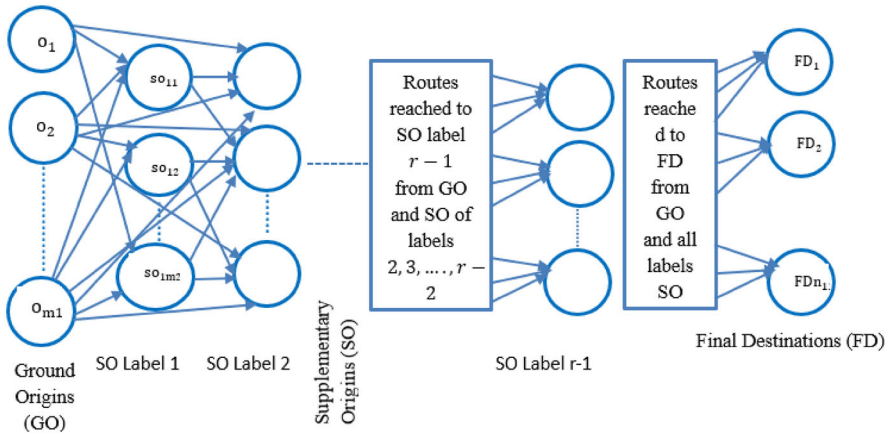 o1
o2
om1
Ground
Origins
(GO)
so11
so12
so1m2
SO Label 1
SO Label 2
Supplementary
Origins (SO)
Routes
reached to
SO label
r − 1
from GO
and SO of
labels
2, 3, … . , r −
2
SO Label r-1
Routes
reache
d to
FD
from
GO
and all
labels
SO
FD1
FD2
FDn1.
Final Destinations (FD)